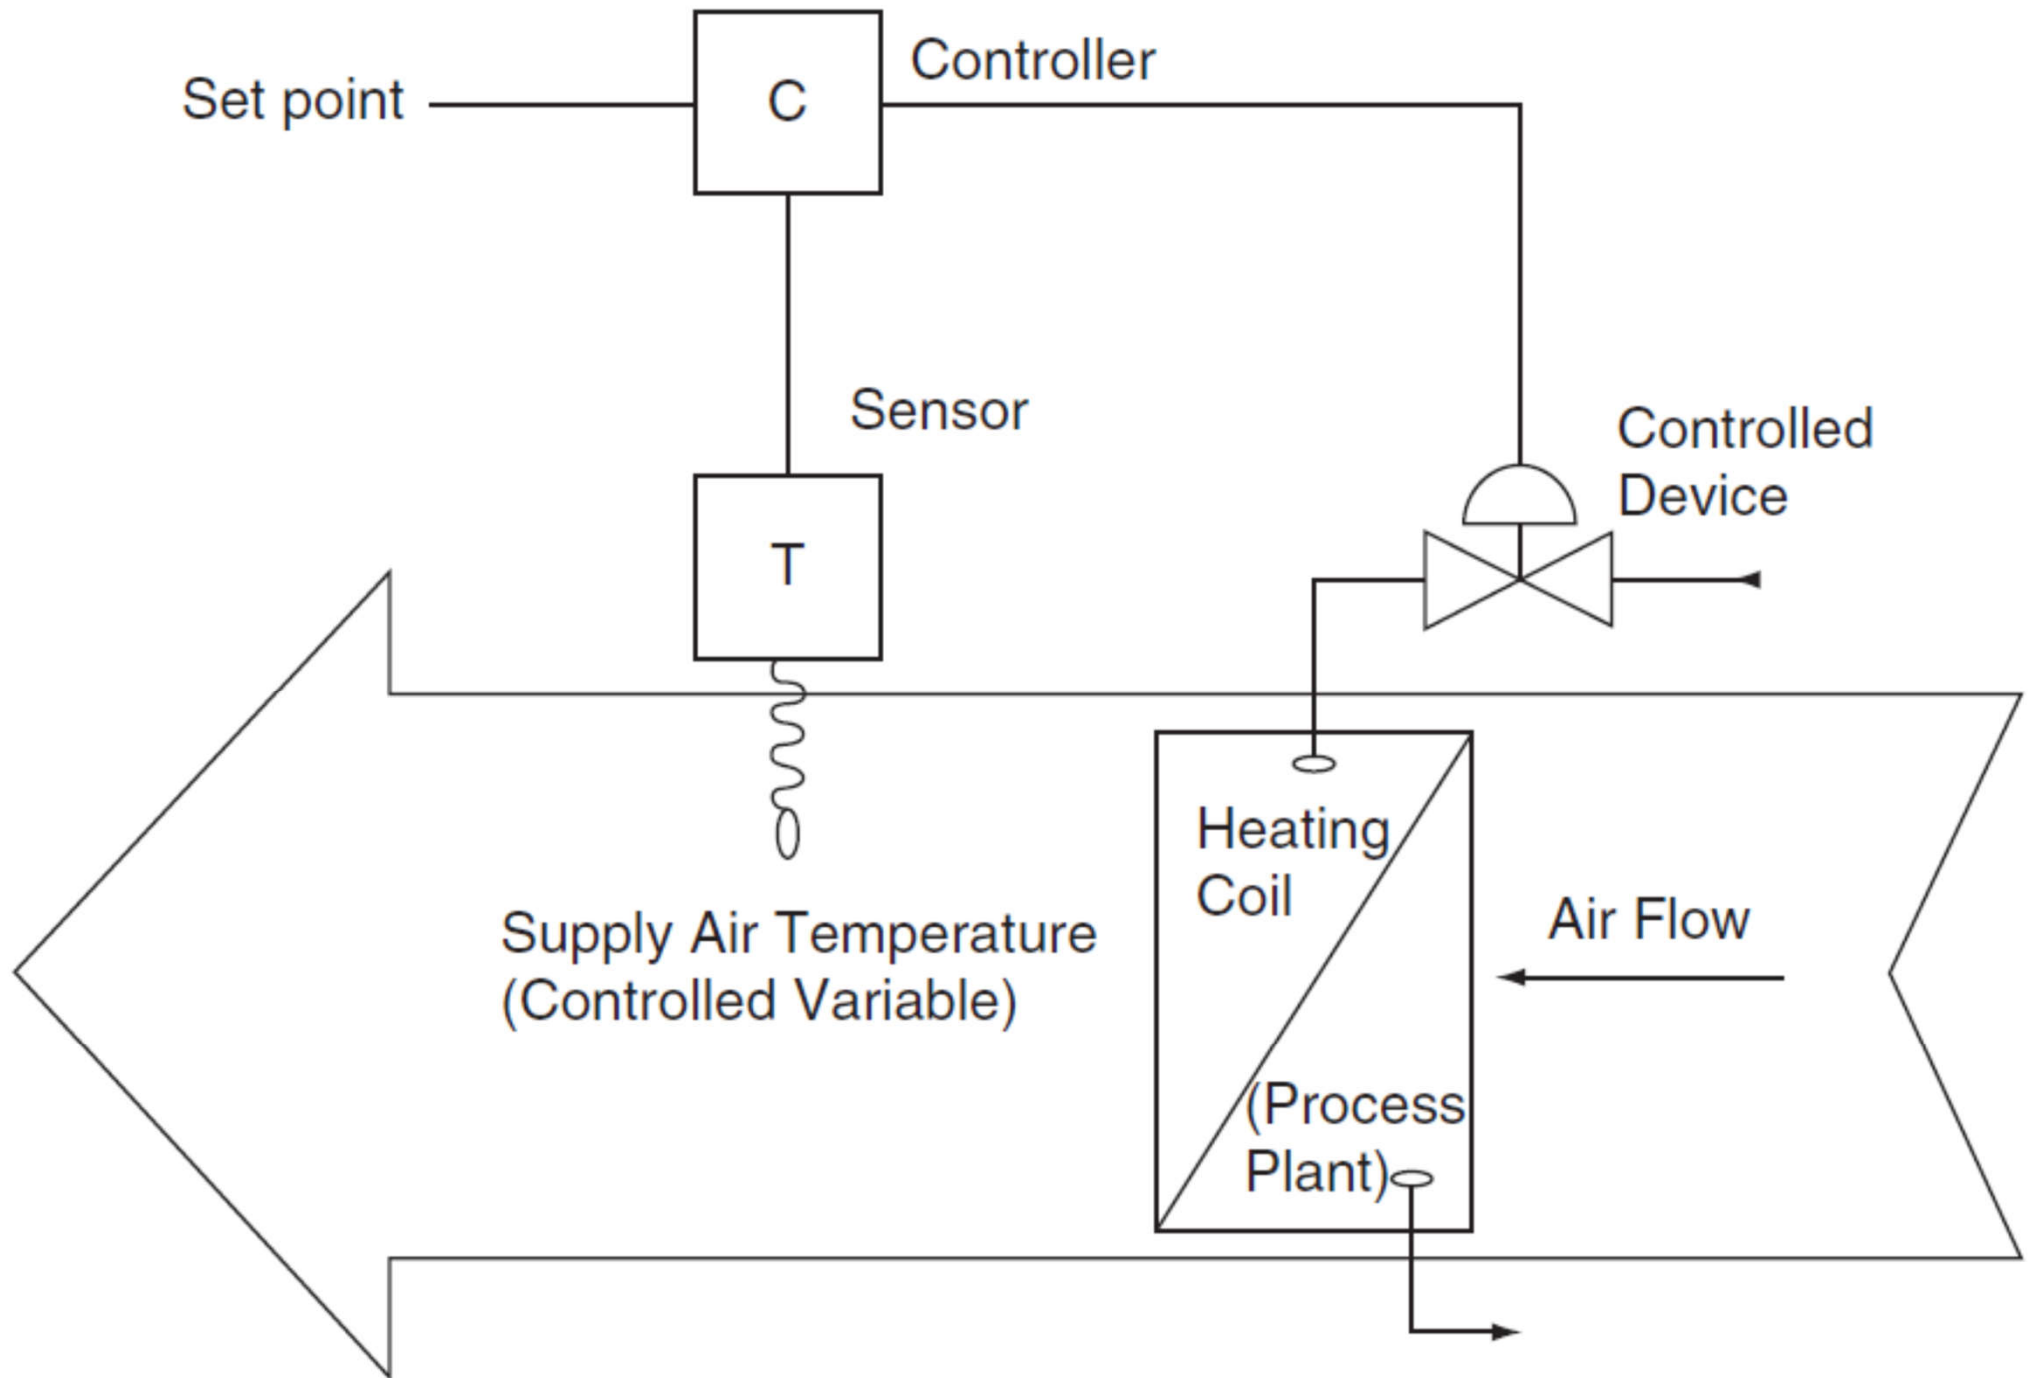 Controller
Set point
C
Sensor
Controlled
Device
T
Heating
Coil
Supply Air Temperature
(Controlled Variable)
Air Flow
(Process
Plant)